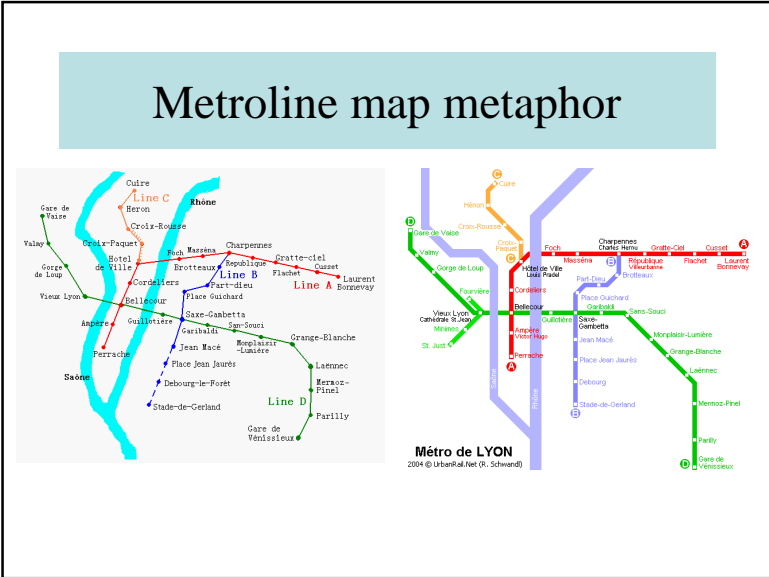 Metroline map metaphor
Cuire
Line C
Rhône
Gare de
Vaise
Heron
Croix-Rousse
Valmy
Croix-Paquet
Foch
Masséna
Charpennes
Gorge
de Loup
Hotel
de Ville
Brotteaux
République
Gratte-ciel
Line B
Flachet
Cusset
Laurent
Bonnevay
Line A
Cordeliers
Part-dieu
Vieux Lyon
Bellecour
Place Guichard
Ampère
Guillotière
Saxe-Gambetta
Garibaldi
San-Souci
Monplaisir
-Lumière
Grange-Blanche
Perrache
Jean Macé
Place Jean Jaurés
Laënnec
Saône
Debourg-le-Forêt
Mermoz-
Pinel
Stade-de-Gerland
Line D
Parilly
Gare de
Vénissieux
C
Cuire
Hénon
D
Gare de Vaise
Croix-Rousse
Croix-
Paquet
C
Valmy
Gorge de Loup
Hôtel de Ville
Louis Pradel
Foch
Masséna
Charpennes
Charles Hernu
B
République
Villeurbanne
Gratte-Ciel
Flachet
Cusset
A
Laurent
Bonnevay
Brotteaux
Part-Dieu
Place Guichard
Fourvière
Cordeliers
Vieux Lyon
Cathédrale St.Jean
Bellecour
Guillotière
Saxe-
Gambetta
Garibaldi
Sans-Souci
Minimes
St. Just
Ampère
Victor Hugo
Jean Macé
Monplaisir-Lumière
Perrache
Place Jean Jaurès
Grange-Blanche
A
Laënnec
Saône
Rhône
Debourg
Stade-de-Gerland
B
Mermoz-Pinel
Parilly
D
Gare de
Vénissieux
Métro de LYON
2004 © UrbanRail.Net (R. Schwandl)